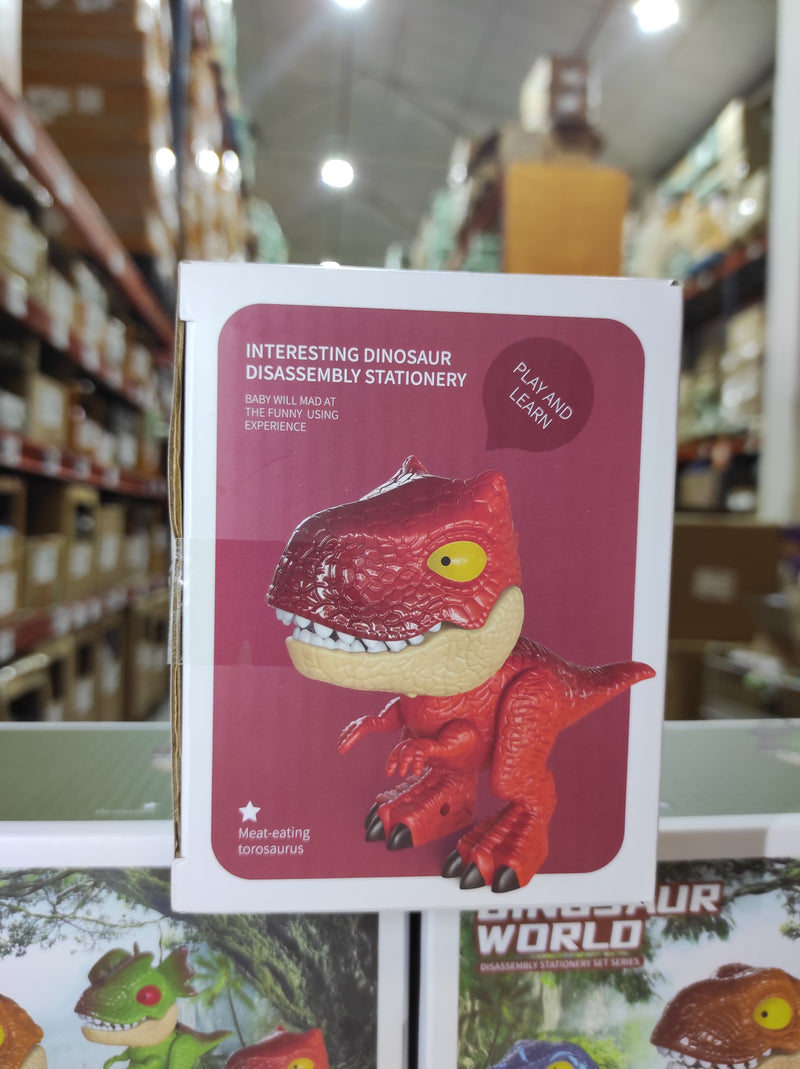 INTERESTING DINOSAUR
DISASSEMBLY STATIONERY
BABY WILL MAD AT
THE FUNNY USING
EXPERIENCE
PLAY AND
LEARN
Meat-eating
torosaurus
DINOSAUR
WORLD
DISASSEMBLY STATIONERY SET SERIES